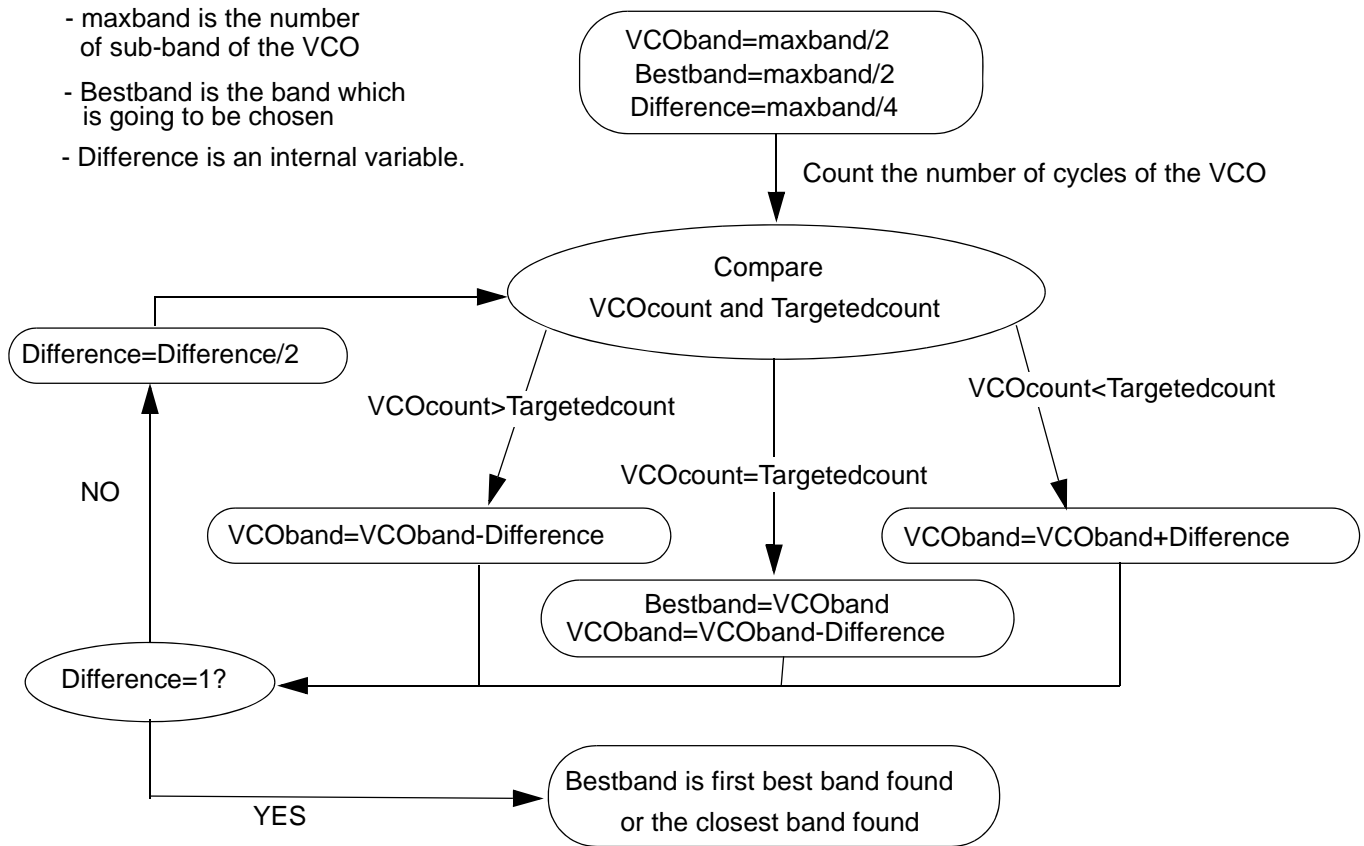 - maxband is the number
of sub-band of the VCO
- Bestband is the band which
is going to be chosen
- Difference is an internal variable.
VCOband=maxband/2
Bestband=maxband/2
Difference=maxband/4
Count the number of cycles of the VCO
Compare
VCOcount and Targetedcount
Difference=Difference/2
VCOcount>Targetedcount
VCOcount=Targetedcount
VCOcount<Targetedcount
NO
VCOband=VCOband-Difference
VCOband=VCOband+Difference
Bestband=VCOband
VCOband=VCOband-Difference
Difference=1?
YES
Bestband is first best band found
or the closest band found